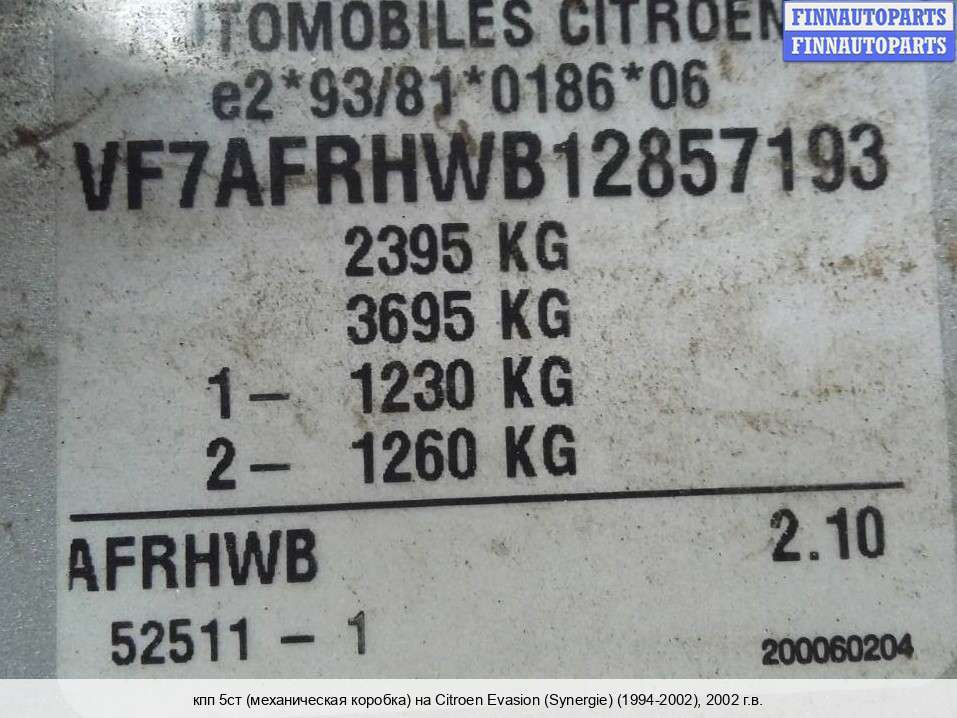 AUTOMOBILES CITROEN
FINNAUTOPARTS
FINNAUTOPARTS
e2*93/81*0186*06
VF7AFRHWB12857193
2395 KG
3695 KG
1- 1230 KG
2- 1260 KG
AFRHWB 2.10
52511 - 1 200060204
кпп 5ст (механическая коробка) на Citroen Evasion (Synergie) (1994-2002), 2002 г.в.